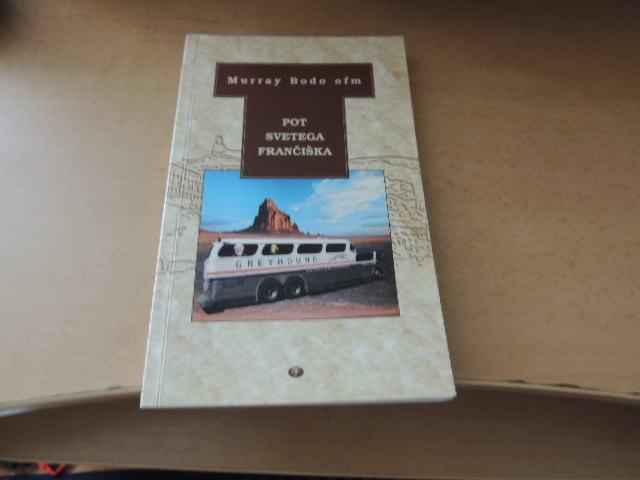 Murray Bodo ofm
POT
SVETEGA
FRANČIŠKA
GREYHOUND